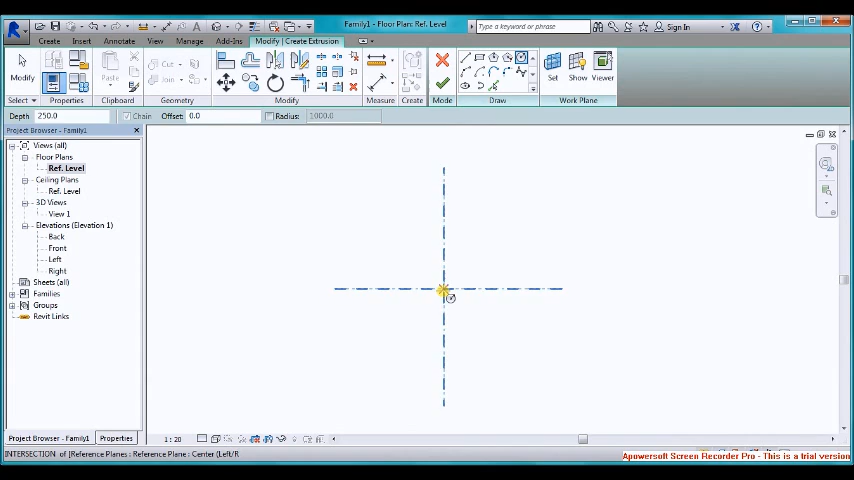 Family1 - Floor Plan: Ref. Level
Type a keyword or phrase
Sign In
Create Insert Annotate View Manage Add-Ins Modify | Create Extrusion
Modify
Paste
Cut
Join
Set Show Viewer
Select Properties Clipboard Geometry Modify Measure Create Mode Draw Work Plane
Depth 250.0 Chain Offset: 0.0 Radius: 1000.0
Project Browser - Family1
Views (all)
Floor Plans
Ref. Level
Ceiling Plans
Ref. Level
3D Views
View 1
Elevations (Elevation 1)
Back
Front
Left
Right
Sheets (all)
Families
Groups
Revit Links
Project Browser - Family1 Properties
1 : 20
INTERSECTION of [Reference Planes : Reference Plane : Center (Left/R
Apowersoft Screen Recorder Pro - This is a trial version